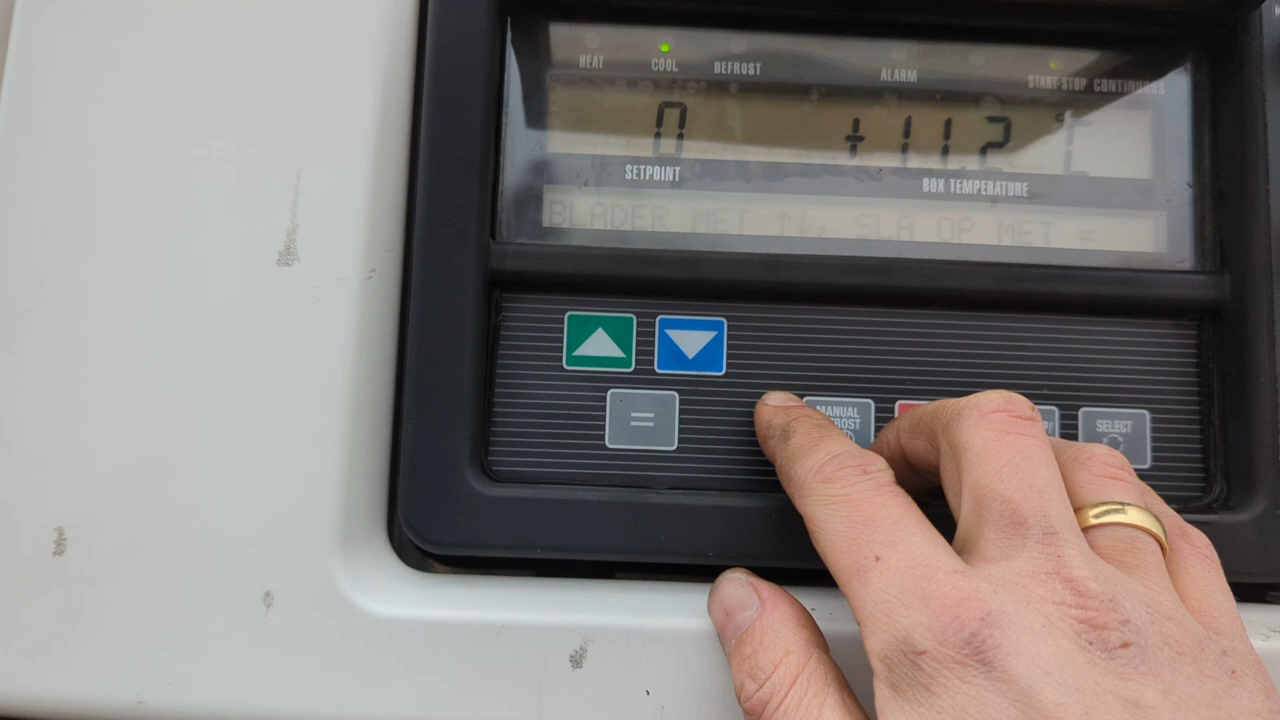 HEAT COOL DEFROST ALARM START-STOP CONTINUOUS
0 +11.2 °C
SETPOINT BOX TEMPERATURE
BLADER MET ↑↓, SLA OP MET =
=
MANUAL
SELECT